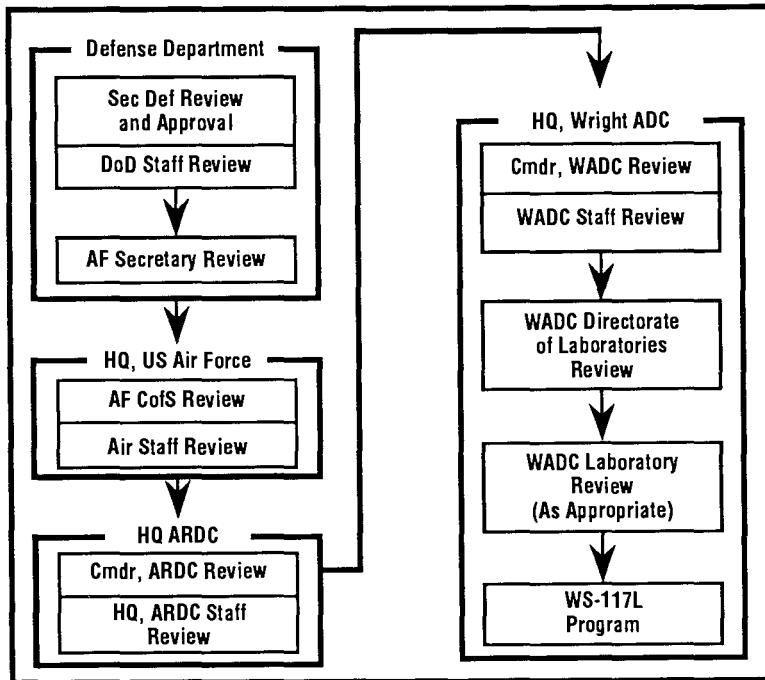 Defense Department
Sec Def Review
and Approval
DoD Staff Review
AF Secretary Review
HQ, US Air Force
AF CofS Review
Air Staff Review
HQ ARDC
Cmdr, ARDC Review
HQ, ARDC Staff
Review
HQ, Wright ADC
Cmdr, WADC Review
WADC Staff Review
WADC Directorate
of Laboratories
Review
WADC Laboratory
Review
(As Appropriate)
WS-117L
Program